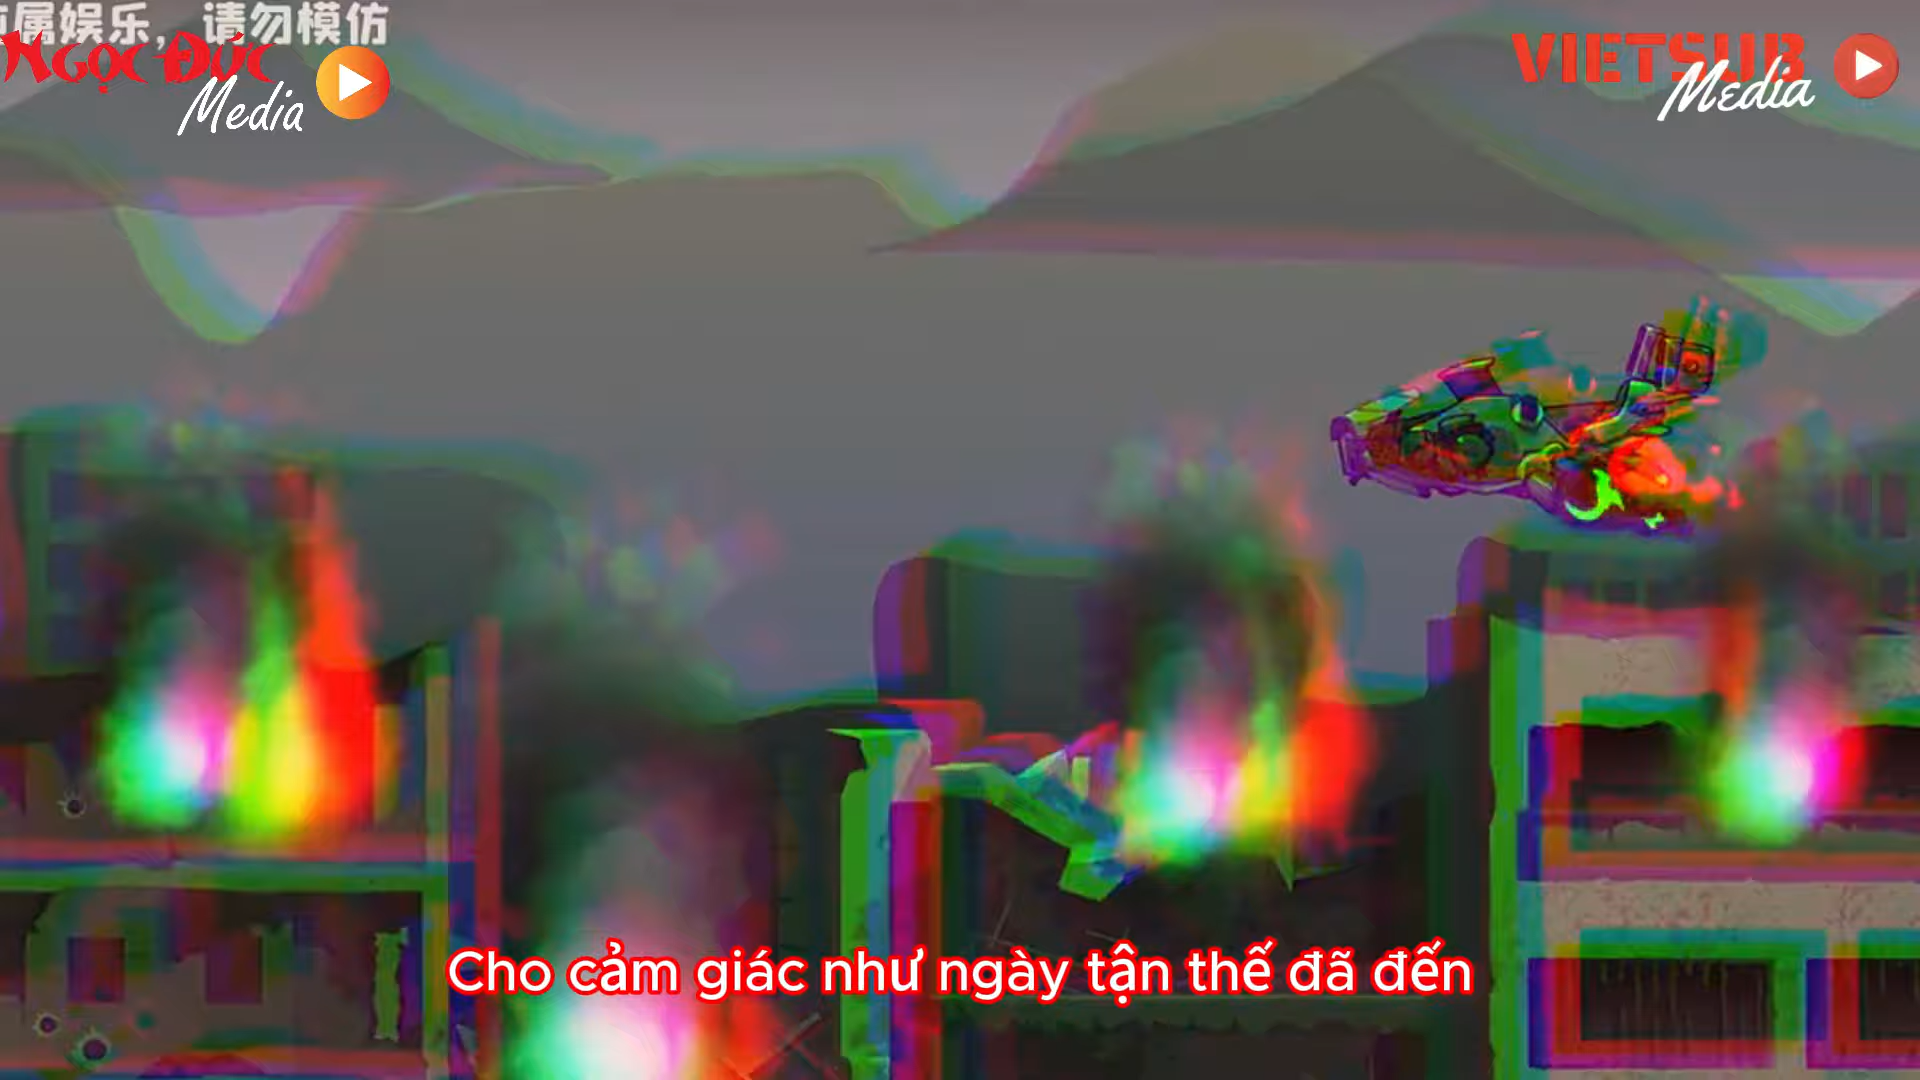 属娱乐，请勿模仿
Ngọc Đức
Media
VIETSUB
Media
Cho cảm giác như ngày tận thế đã đến